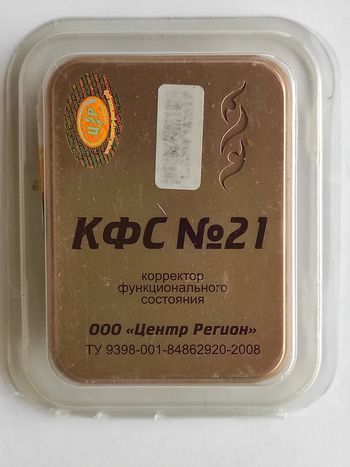 КФС №21
корректор
функционального
состояния
ООО «Центр Регион»
ТУ 9398-001-84862920-2008